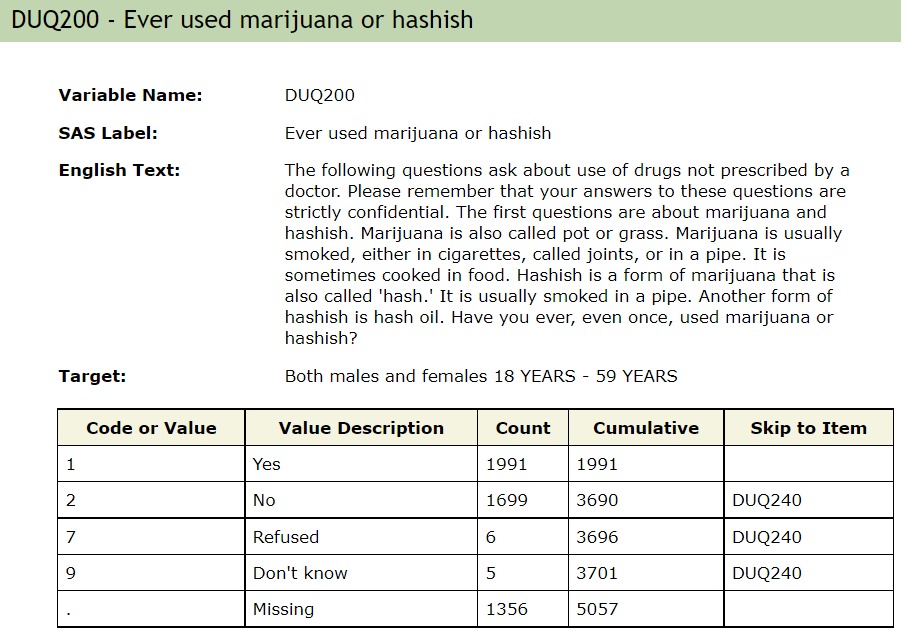 DUQ200 - Ever used marijuana or hashish
Variable Name: DUQ200
SAS Label: Ever used marijuana or hashish
English Text: The following questions ask about use of drugs not prescribed by a
doctor. Please remember that your answers to these questions are
strictly confidential. The first questions are about marijuana and
hashish. Marijuana is also called pot or grass. Marijuana is usually
smoked, either in cigarettes, called joints, or in a pipe. It is
sometimes cooked in food. Hashish is a form of marijuana that is
also called 'hash.' It is usually smoked in a pipe. Another form of
hashish is hash oil. Have you ever, even once, used marijuana or
hashish?
Target: Both males and females 18 YEARS - 59 YEARS
Code or Value Value Description Count Cumulative Skip to Item
1 Yes 1991 1991
2 No 1699 3690 DUQ240
7 Refused 6 3696 DUQ240
9 Don't know 5 3701 DUQ240
. Missing 1356 5057